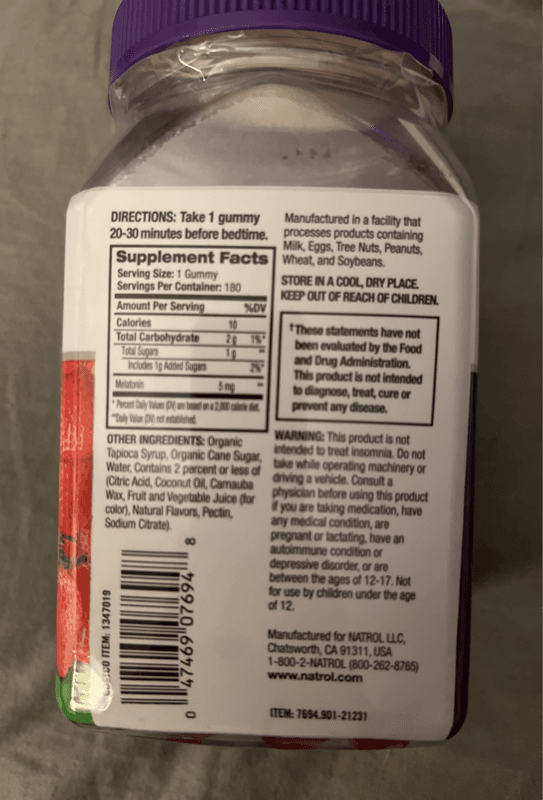 DIRECTIONS: Take 1 gummy
20-30 minutes before bedtime.
Supplement Facts
Serving Size: 1 Gummy
Servings Per Container: 180
Amount Per Serving %DV
Calories 10
Total Carbohydrate 2 g 1%*
Total Sugars 1 g **
Includes 1g Added Sugars 2%*
Melatonin 5 mg **
* Percent Daily Values (DV) are based on a 2,000 calorie diet.
**Daily Value (DV) not established.
OTHER INGREDIENTS: Organic
Tapioca Syrup, Organic Cane Sugar,
Water, Contains 2 percent or less of
(Citric Acid, Coconut Oil, Carnauba
Wax, Fruit and Vegetable Juice (for
color), Natural Flavors, Pectin,
Sodium Citrate).
ITEM: 1347019
0 47469 07694 8
Manufactured in a facility that
processes products containing
Milk, Eggs, Tree Nuts, Peanuts,
Wheat, and Soybeans.
STORE IN A COOL, DRY PLACE.
KEEP OUT OF REACH OF CHILDREN.
†These statements have not
been evaluated by the Food
and Drug Administration.
This product is not intended
to diagnose, treat, cure or
prevent any disease.
WARNING: This product is not
intended to treat insomnia. Do not
take while operating machinery or
driving a vehicle. Consult a
physician before using this product
if you are taking medication, have
any medical condition, are
pregnant or lactating, have an
autoimmune condition or
depressive disorder, or are
between the ages of 12-17. Not
for use by children under the age
of 12.
Manufactured for NATROL LLC,
Chatsworth, CA 91311, USA
1-800-2-NATROL (800-262-8765)
www.natrol.com
ITEM: 7694.901-21231